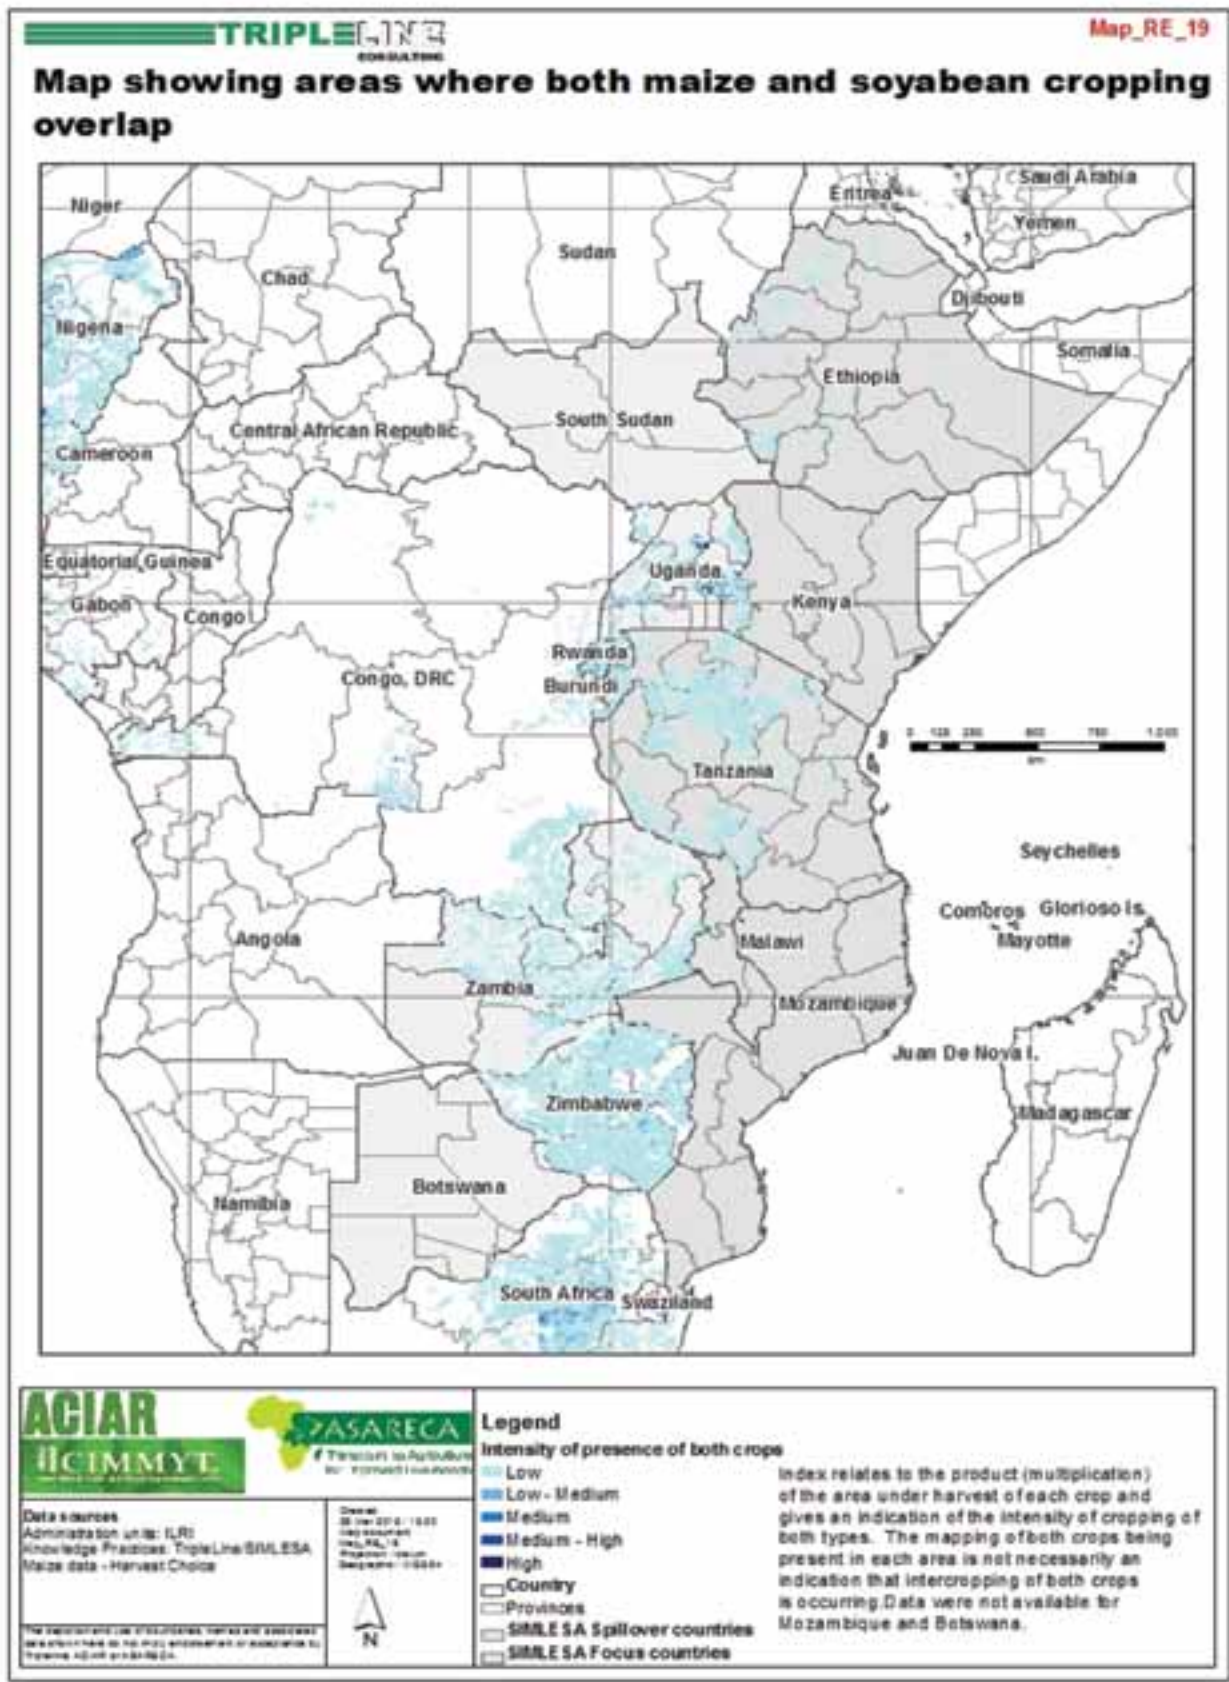 TRIPLELINE
CONSULTING
Map_RE_19
Map showing areas where both maize and soyabean cropping
overlap
Niger
Chad
Sudan
Eritrea
Saudi Arabia
Yemen
Djibouti
Nigeria
Somalia
Ethiopia
South Sudan
Central African Republic
Cameroon
Equatorial Guinea
Gabon
Congo
Uganda
Kenya
Rwanda
Burundi
Congo, DRC
Tanzania
km
Seychelles
Comoros
Glorioso Is.
Mayotte
Angola
Malawi
Zambia
Mozambique
Juan De Nova I.
Zimbabwe
Madagascar
Botswana
Namibia
South Africa
Swaziland
ACIAR
CIMMYT
ASARECA
Data sources
Administration units: ILRI
Knowledge Practices: TripleLine/SIMLESA
Maize data - Harvest Choice
N
Legend
Intensity of presence of both crops
Low
Low - Medium
Medium
Medium - High
High
Country
Provinces
SIMLESA Spillover countries
SIMLESA Focus countries
Index relates to the product (multiplication)
of the area under harvest of each crop and
gives an indication of the intensity of cropping of
both types. The mapping of both crops being
present in each area is not necessarily an
indication that intercropping of both crops
is occurring.Data were not available for
Mozambique and Botswana.